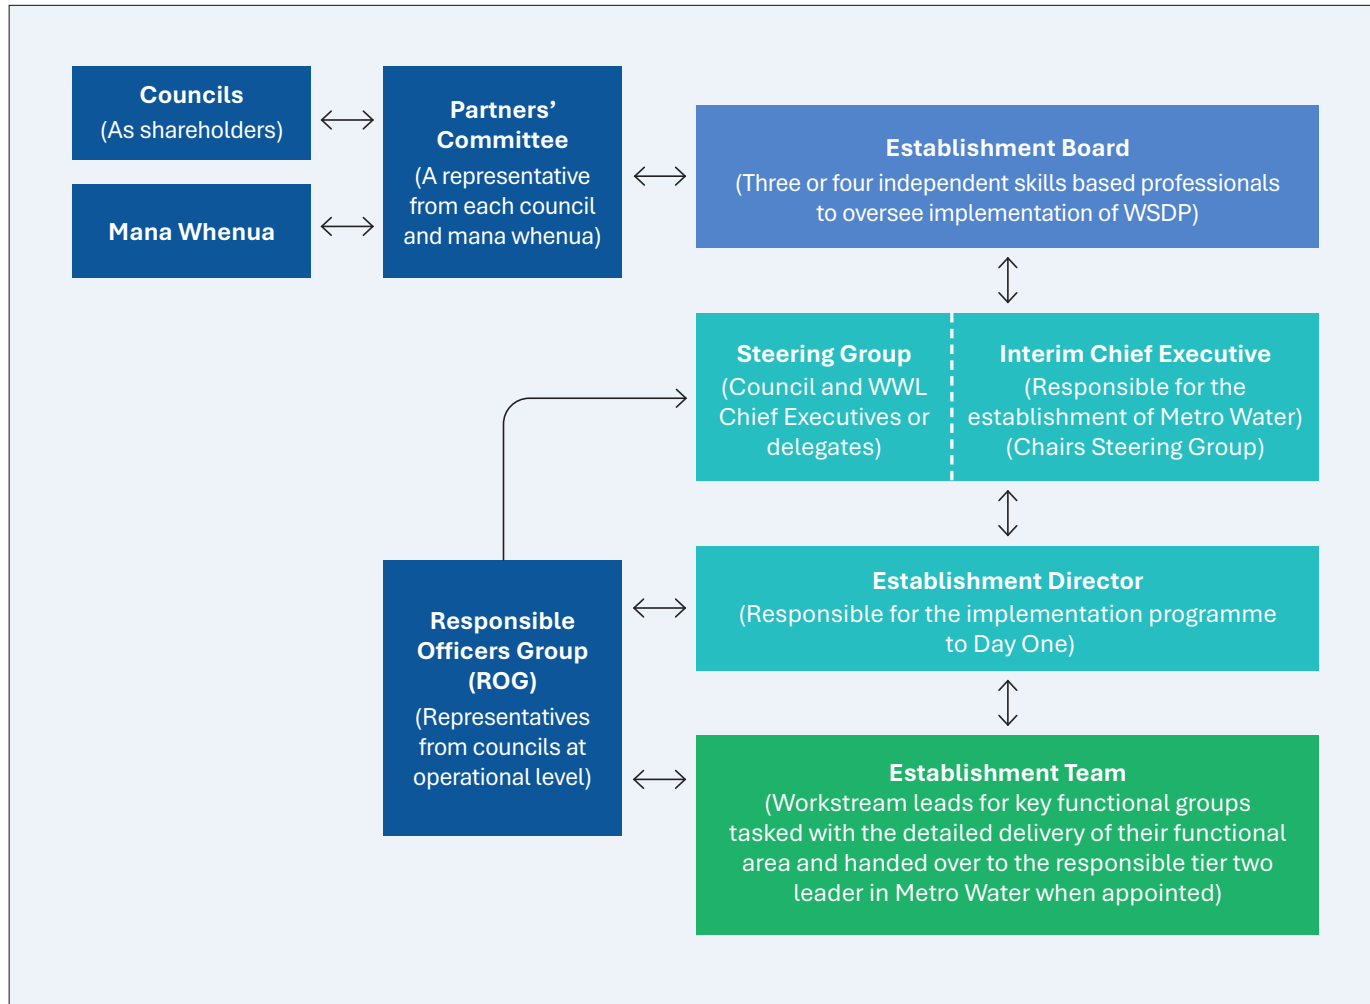 Councils
(As shareholders)
Mana Whenua
Partners’
Committee
(A representative
from each council
and mana whenua)
Establishment Board
(Three or four independent skills based professionals
to oversee implementation of WSDP)
Steering Group
(Council and WWL
Chief Executives or
delegates)
Interim Chief Executive
(Responsible for the
establishment of Metro Water)
(Chairs Steering Group)
Establishment Director
(Responsible for the implementation programme
to Day One)
Responsible
Officers Group
(ROG)
(Representatives
from councils at
operational level)
Establishment Team
(Workstream leads for key functional groups
tasked with the detailed delivery of their functional
area and handed over to the responsible tier two
leader in Metro Water when appointed)